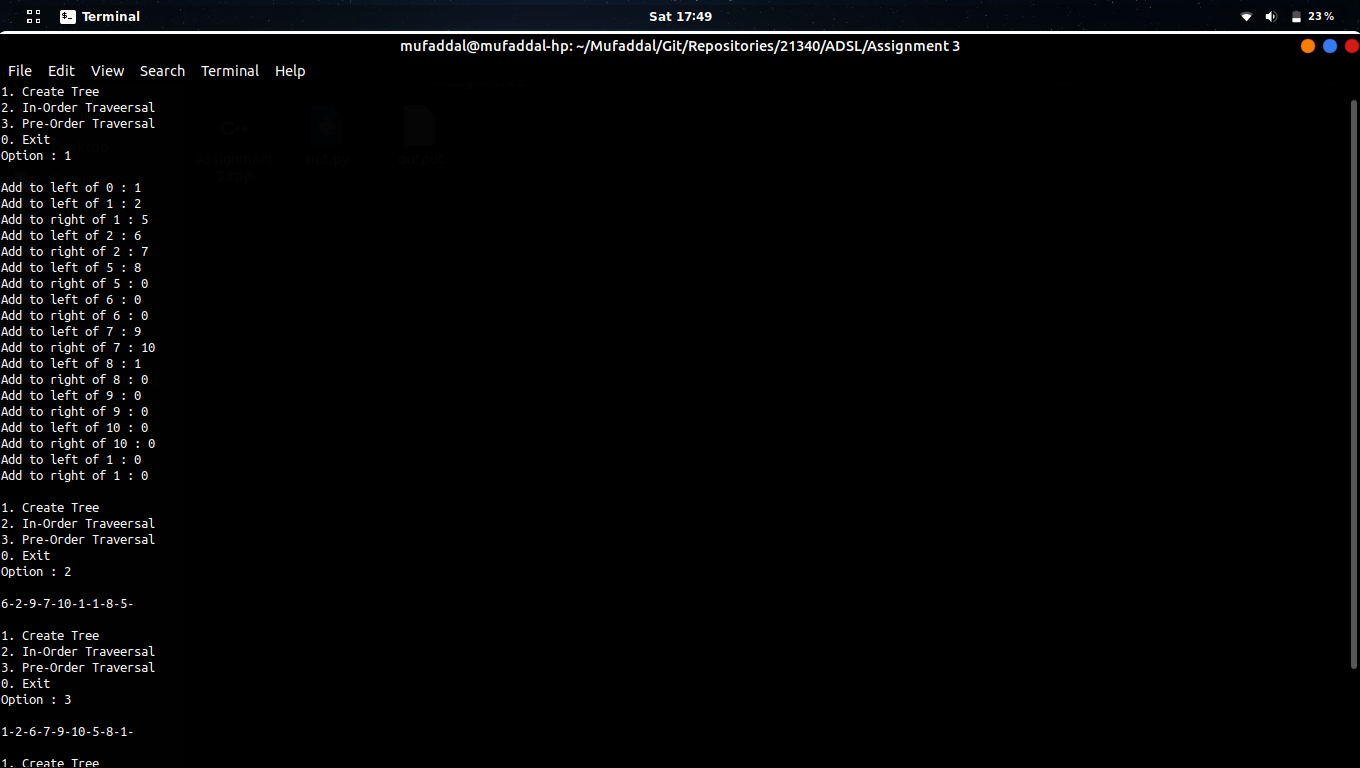 Terminal
Sat 17:49
23%
mufaddal@mufaddal-hp: ~/Mufaddal/Git/Repositories/21340/ADSL/Assignment 3
File Edit View Search Terminal Help
1. Create Tree
2. In-Order Traveersal
3. Pre-Order Traversal
0. Exit
Option : 1
Add to left of 0 : 1
Add to left of 1 : 2
Add to right of 1 : 5
Add to left of 2 : 6
Add to right of 2 : 7
Add to left of 5 : 8
Add to right of 5 : 0
Add to left of 6 : 0
Add to right of 6 : 0
Add to left of 7 : 9
Add to right of 7 : 10
Add to left of 8 : 1
Add to right of 8 : 0
Add to left of 9 : 0
Add to right of 9 : 0
Add to left of 10 : 0
Add to right of 10 : 0
Add to left of 1 : 0
Add to right of 1 : 0
1. Create Tree
2. In-Order Traveersal
3. Pre-Order Traversal
0. Exit
Option : 2
6-2-9-7-10-1-1-8-5-
1. Create Tree
2. In-Order Traveersal
3. Pre-Order Traversal
0. Exit
Option : 3
1-2-6-7-9-10-5-8-1-
1. Create Tree